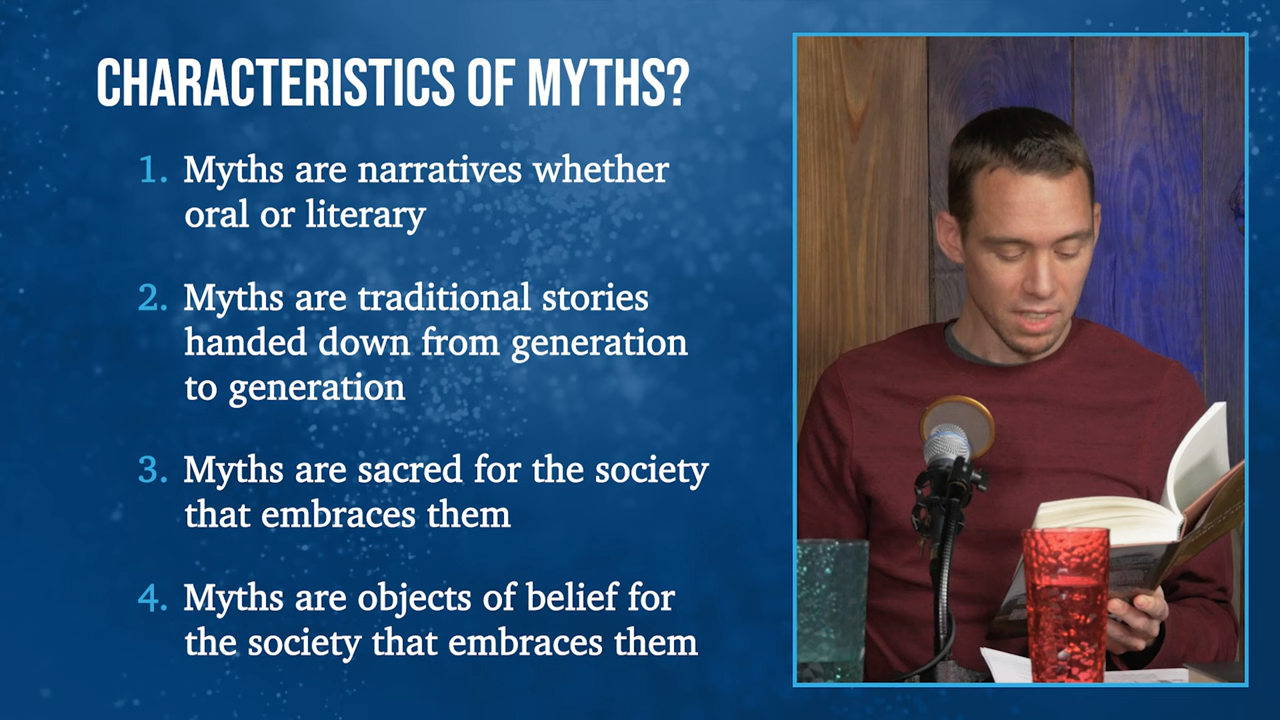 CHARACTERISTICS OF MYTHS?
1. Myths are narratives whether
oral or literary
2. Myths are traditional stories
handed down from generation
to generation
3. Myths are sacred for the society
that embraces them
4. Myths are objects of belief for
the society that embraces them